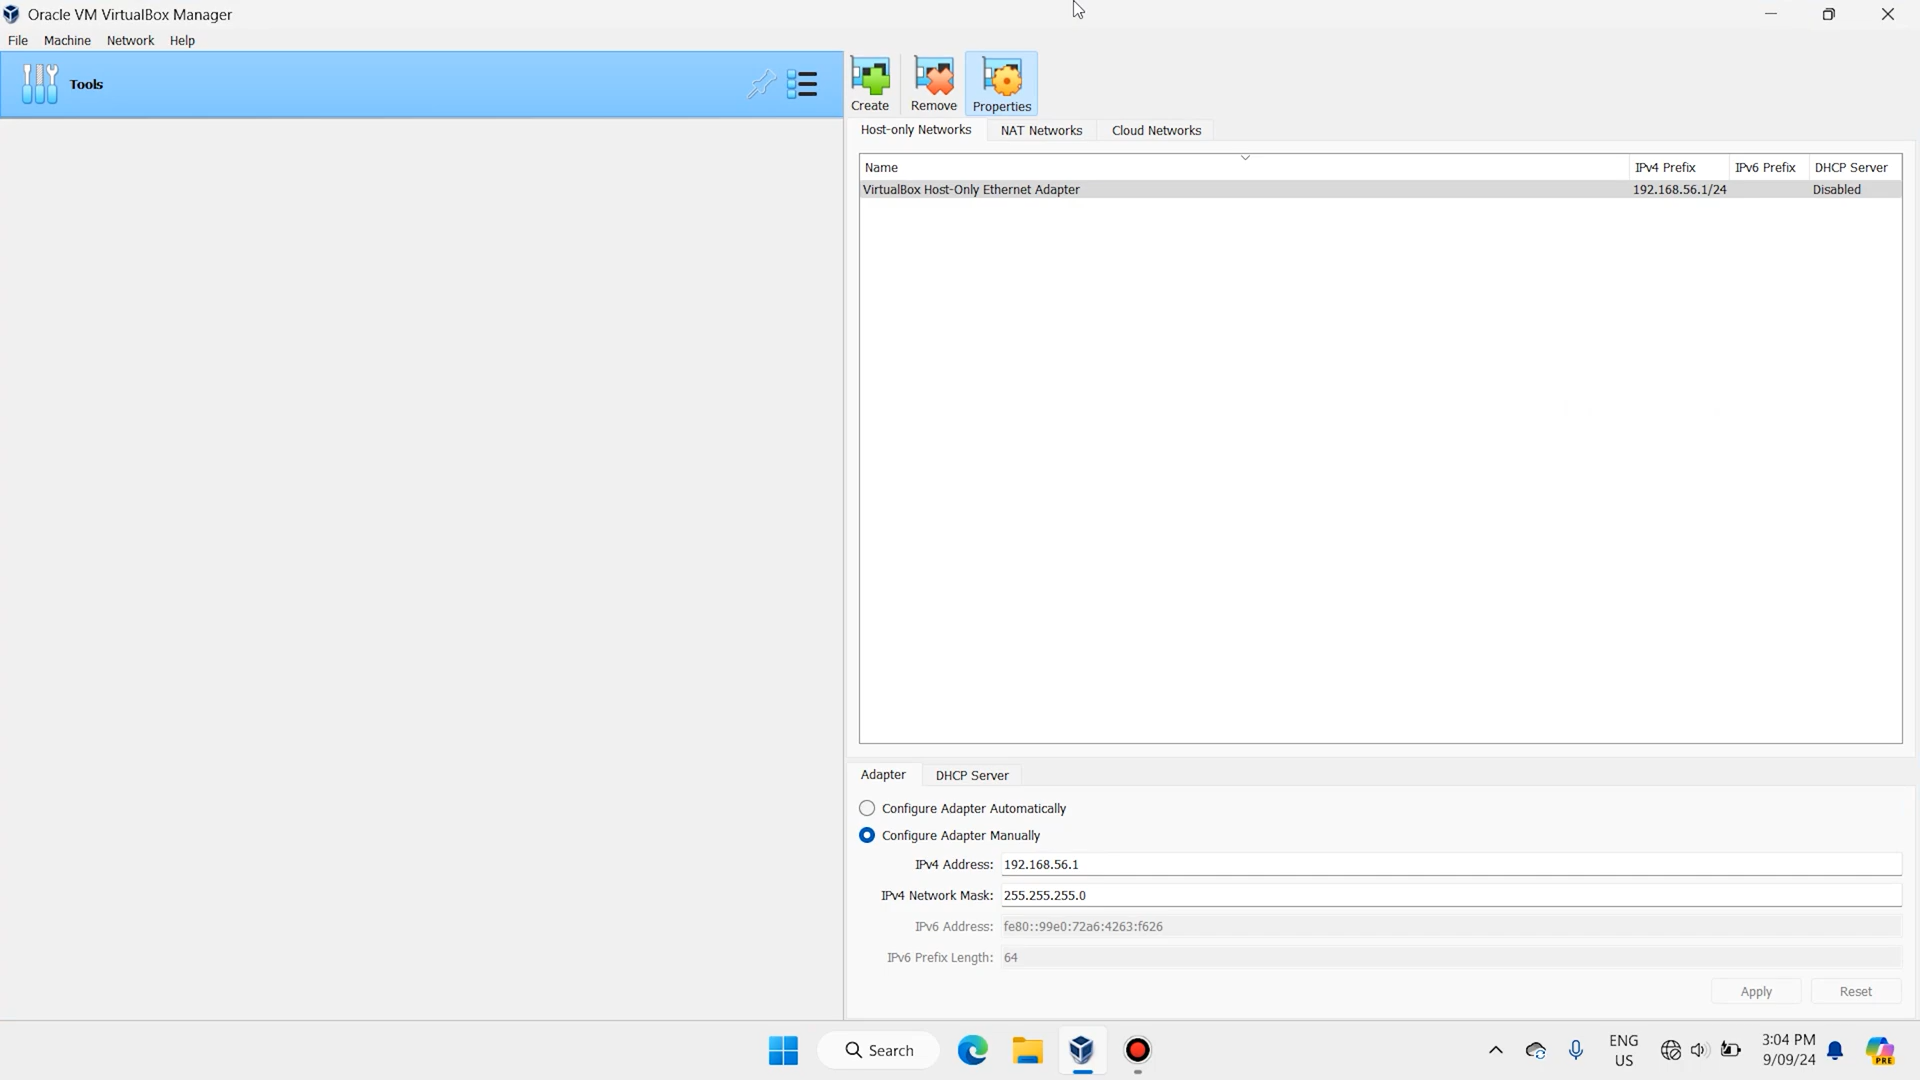 Oracle VM VirtualBox Manager
File Machine Network Help
Tools
Create Remove Properties
Host-only Networks NAT Networks Cloud Networks
Name IPv4 Prefix IPv6 Prefix DHCP Server
VirtualBox Host-Only Ethernet Adapter 192.168.56.1/24 Disabled
Adapter DHCP Server
Configure Adapter Automatically
Configure Adapter Manually
IPv4 Address: 192.168.56.1
IPv4 Network Mask: 255.255.255.0
IPv6 Address: fe80::99e0:72a6:4263:f626
IPv6 Prefix Length: 64
Apply Reset
Search
ENG
US
3:04 PM
9/09/24
PRE